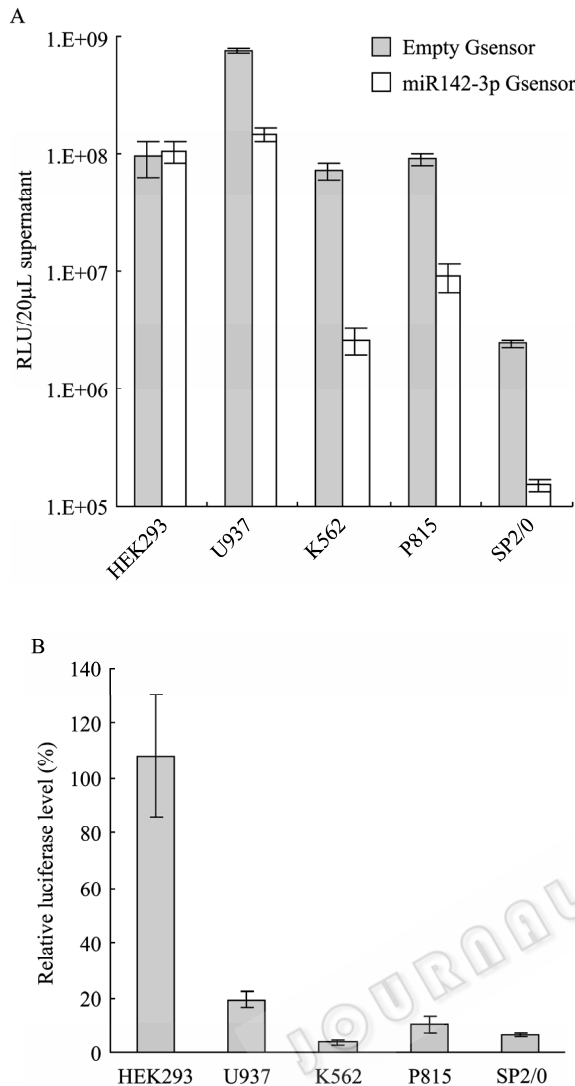 A
1.E+09
1.E+08
1.E+07
1.E+06
1.E+05
RLU/20μL supernatant
Empty Gsensor
miR142-3p Gsensor
HEK293
U937
K562
P815
SP2/0
B
140
120
100
80
60
40
20
0
Relative luciferase level (%)
HEK293
U937
K562
P815
SP2/0
JOURNAL